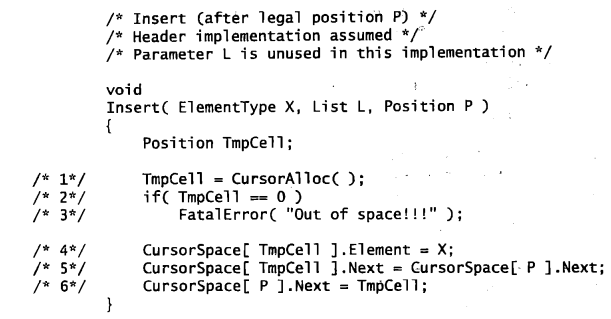 /* Insert (after legal position P) */
/* Header implementation assumed */
/* Parameter L is unused in this implementation */
void
Insert( ElementType X, List L, Position P )
{
Position TmpCell;
/* 1*/ TmpCell = CursorAlloc( );
/* 2*/ if( TmpCell == 0 )
/* 3*/ FatalError( "Out of space!!!" );
/* 4*/ CursorSpace[ TmpCell ].Element = X;
/* 5*/ CursorSpace[ TmpCell ].Next = CursorSpace[ P ].Next;
/* 6*/ CursorSpace[ P ].Next = TmpCell;
}